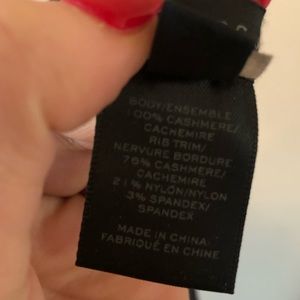 BODY/ENSEMBLE
100% CASHMERE/
CACHEMIRE
RIB TRIM/
NERVURE BORDURE
76% CASHMERE/
CACHEMIRE
21% NYLON/NYLON
3% SPANDEX/
SPANDEX
MADE IN CHINA/
FABRIQUÉ EN CHINE